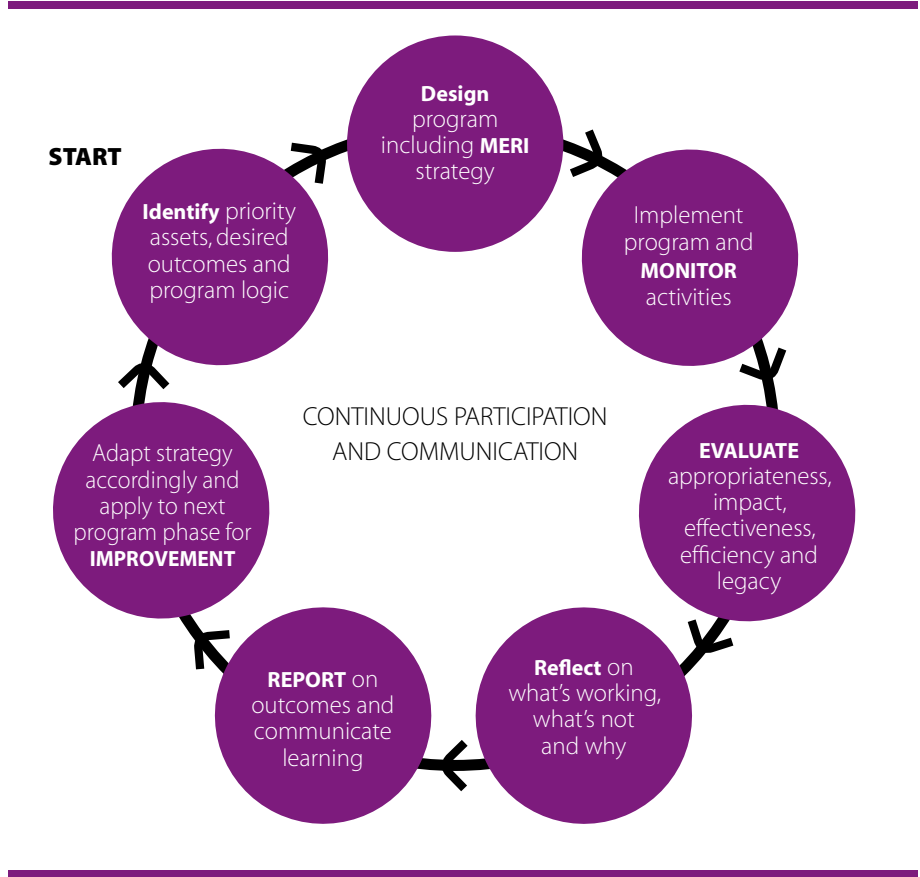 START
Identify priority
assets, desired
outcomes and
program logic
Design
program
including MERI
strategy
Implement
program and
MONITOR
activities
EVALUATE
appropriateness,
impact,
effectiveness,
efficiency and
legacy
Reflect on
what's working,
what's not
and why
REPORT on
outcomes and
communicate
learning
Adapt strategy
accordingly and
apply to next
program phase for
IMPROVEMENT
CONTINUOUS PARTICIPATION
AND COMMUNICATION